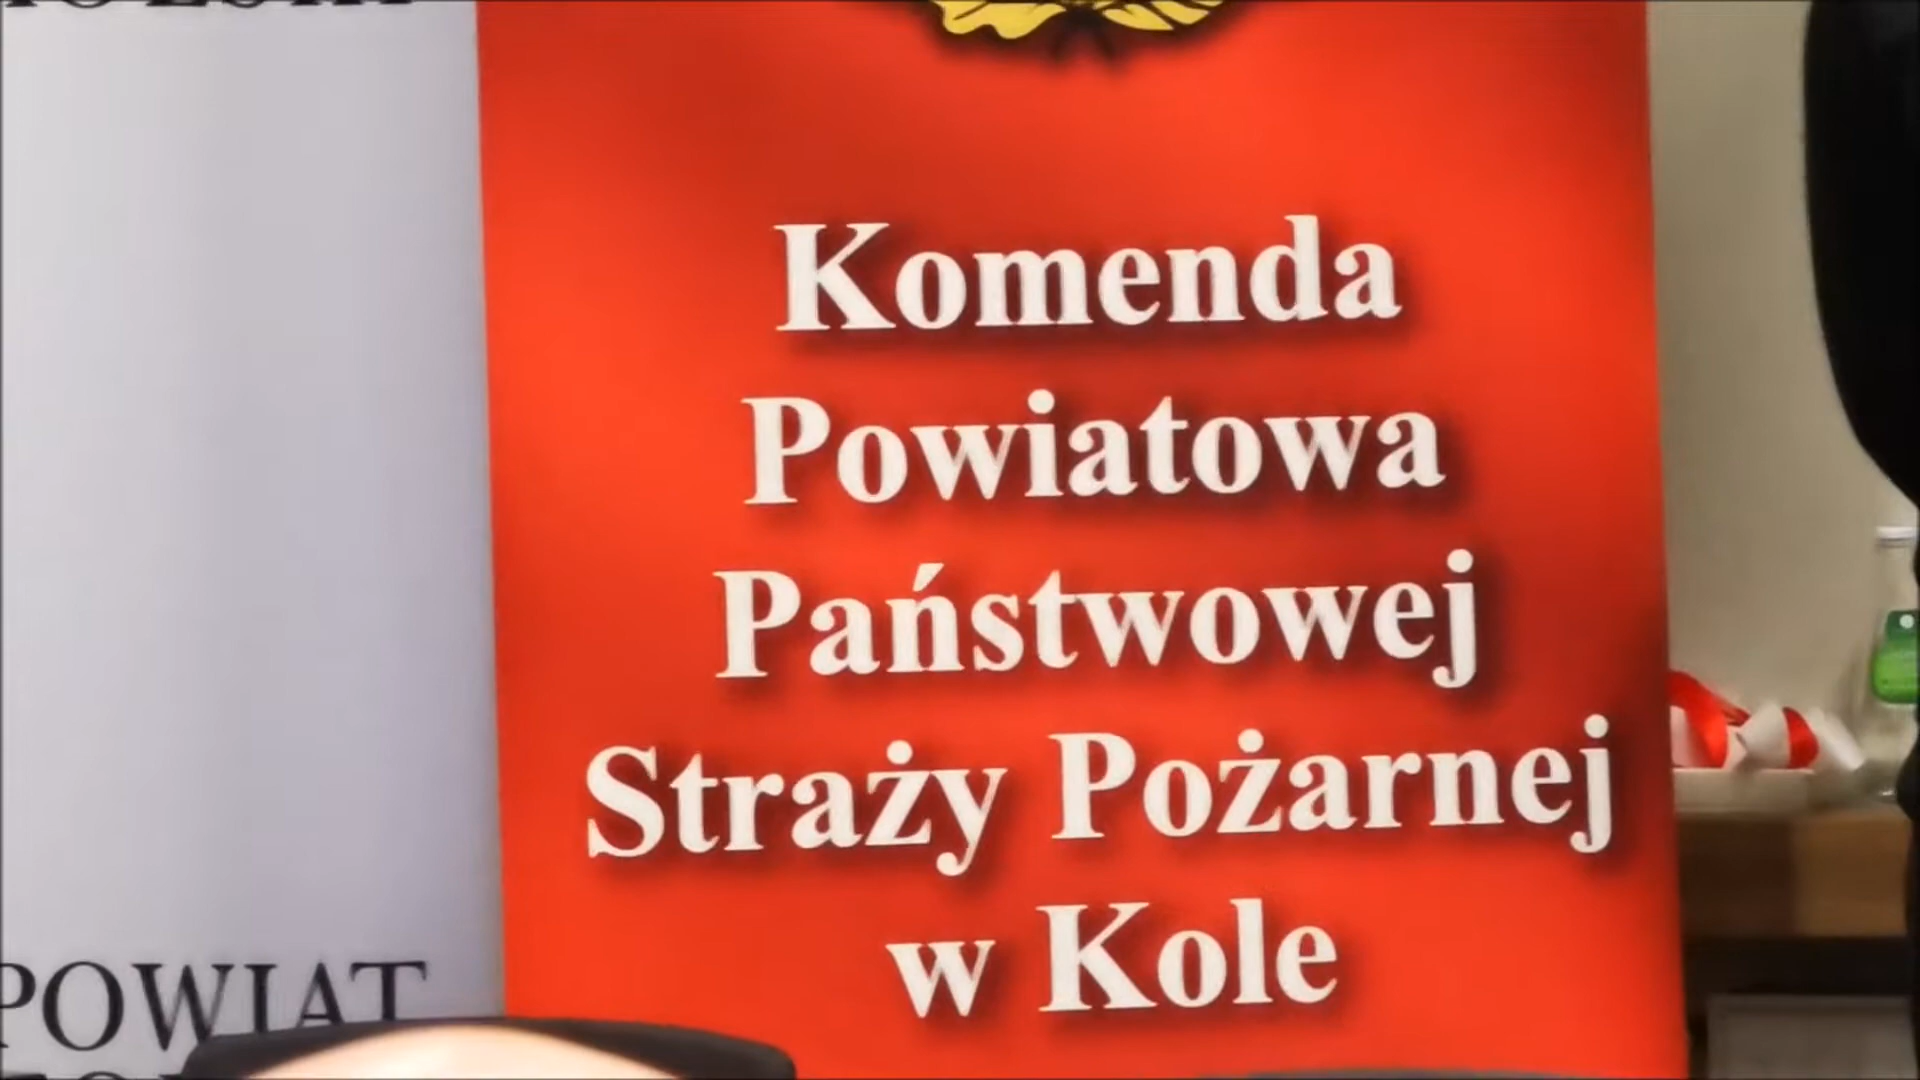 Komenda
Powiatowa
Państwowej
Straży Pożarnej
w Kole
POWIAT